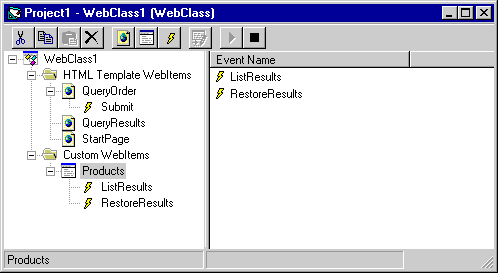 Project1 - WebClass1 (WebClass)
WebClass1
HTML Template WebItems
QueryOrder
Submit
QueryResults
StartPage
Custom WebItems
Products
ListResults
RestoreResults
Event Name
ListResults
RestoreResults
Products